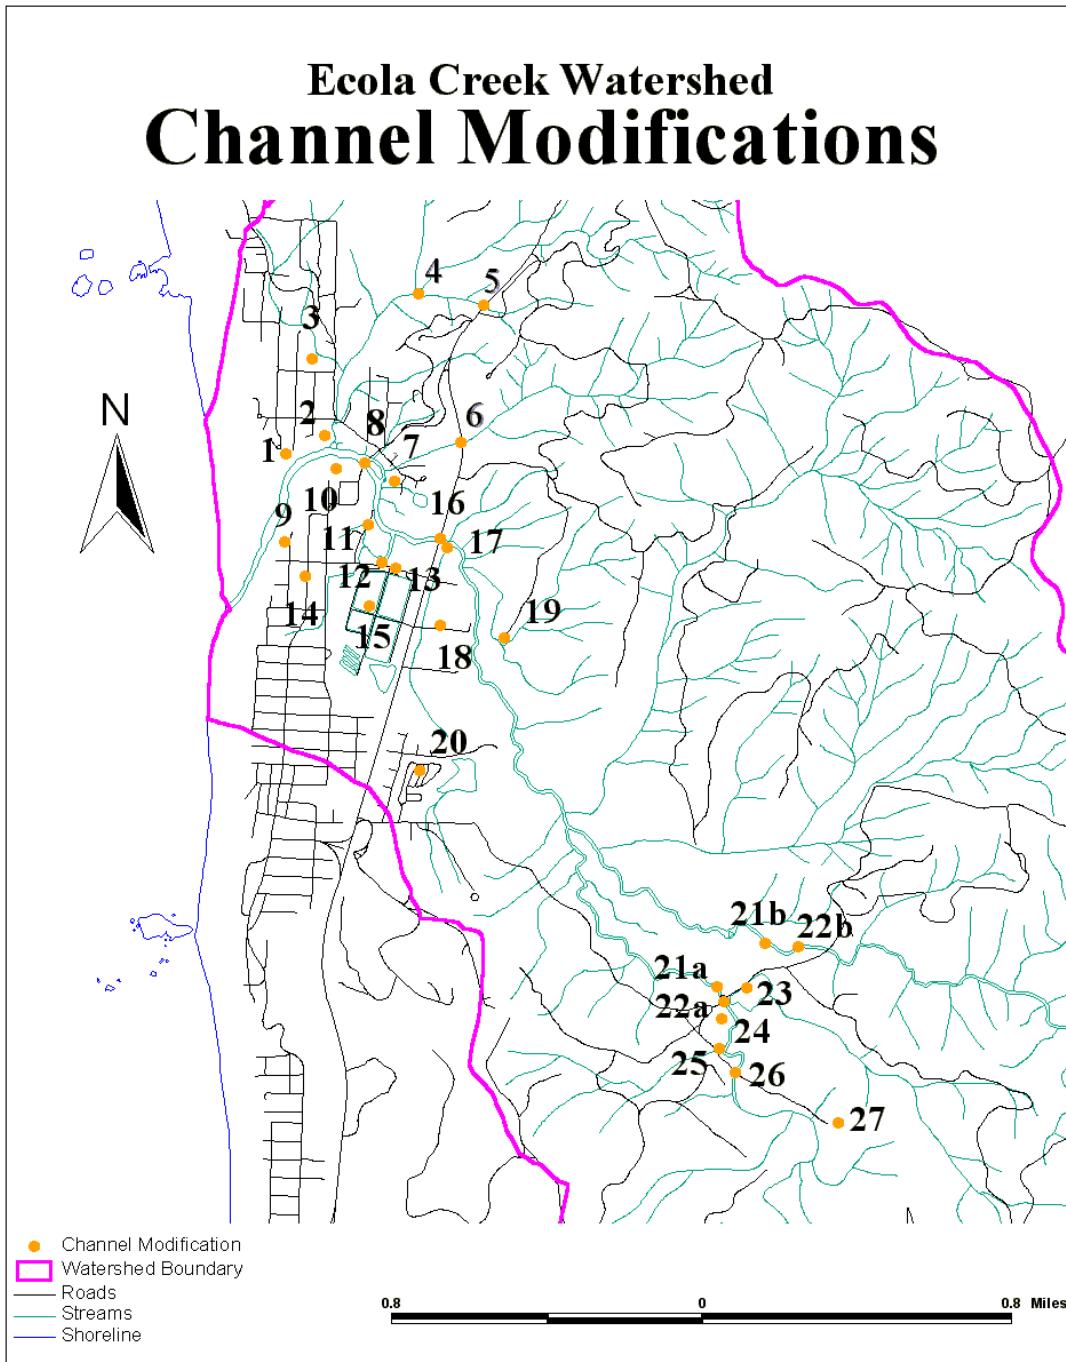 Ecola Creek Watershed
Channel Modifications
N
4
5
3
2
8
6
1
7
10
16
9
11
17
12
13
14
15
19
18
20
21b
22b
21a
23
22a
24
25
26
27
Channel Modification
Watershed Boundary
Roads
Streams
Shoreline
0.8 0 0.8 Miles